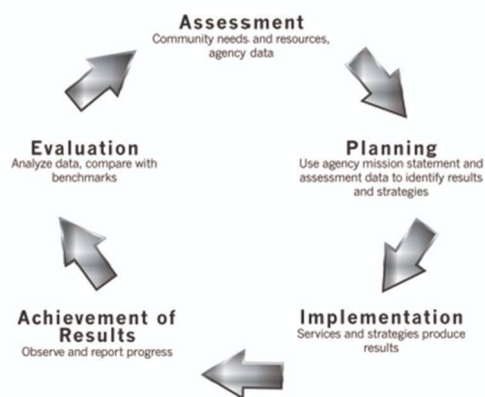 Assessment
Community needs and resources,
agency data
Planning
Use agency mission statement and
assessment data to identify results
and strategies
Implementation
Services and strategies produce
results
Achievement of
Results
Observe and report progress
Evaluation
Analyze data, compare with
benchmarks